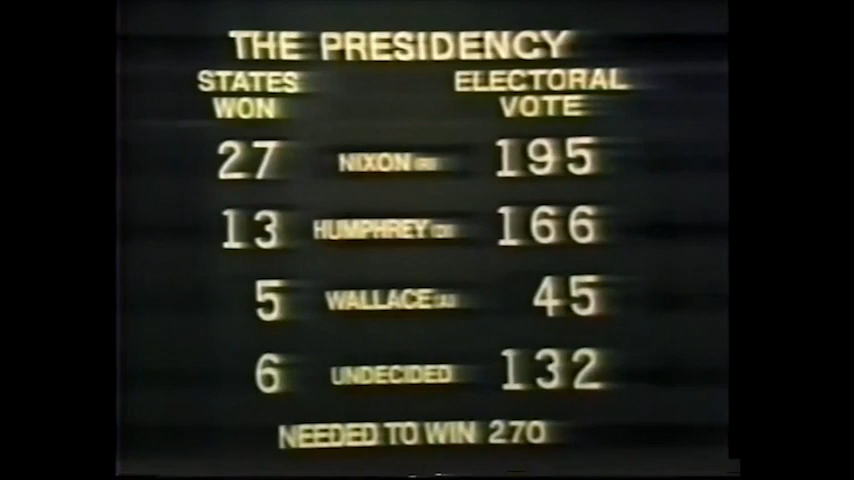 THE PRESIDENCY
STATES WON ELECTORAL VOTE
27 NIXON (R) 195
13 HUMPHREY (D) 166
5 WALLACE (A) 45
6 UNDECIDED 132
NEEDED TO WIN 270